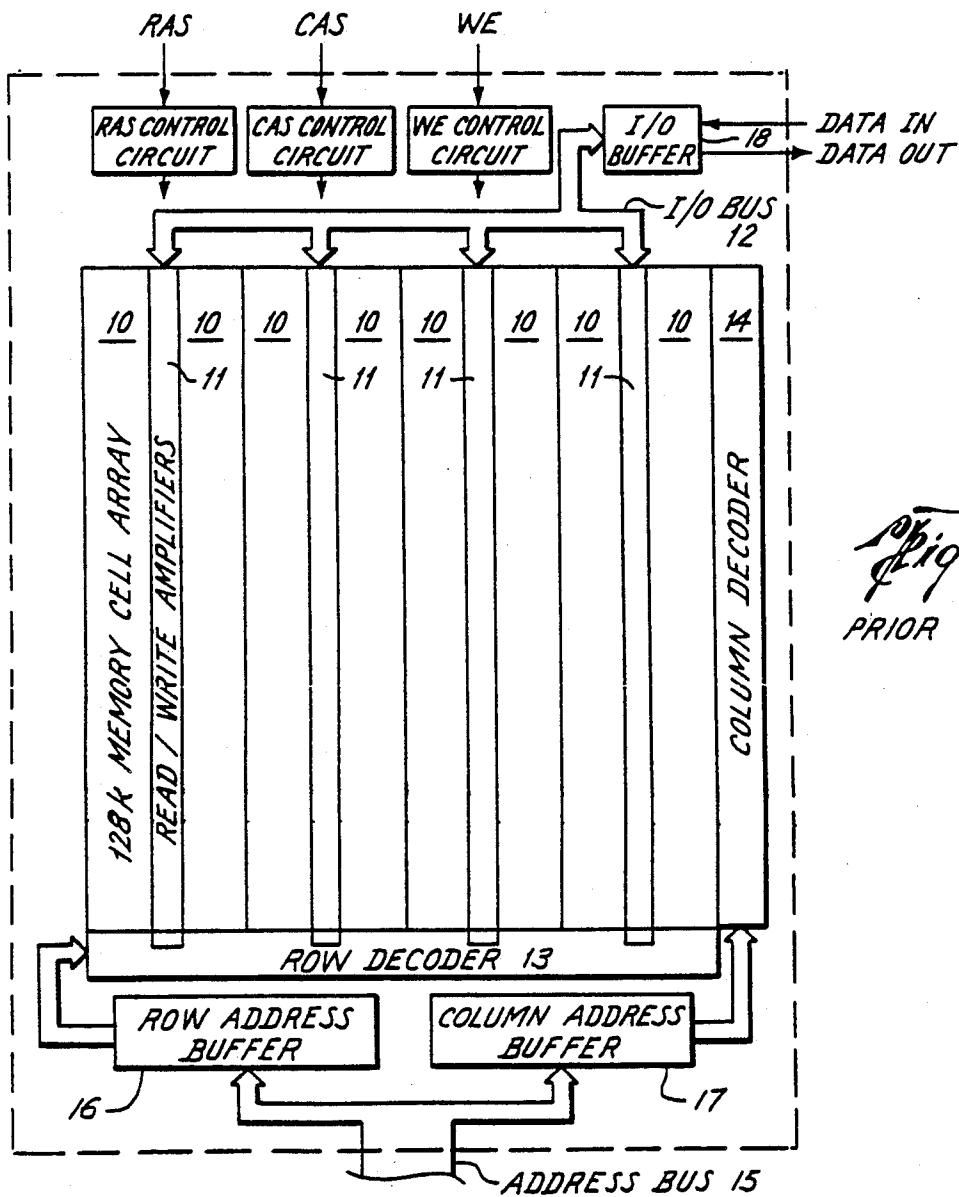 RAS CAS WE
RAS CONTROL CIRCUIT
CAS CONTROL CIRCUIT
WE CONTROL CIRCUIT
I/O BUFFER
18
DATA IN
DATA OUT
I/O BUS
12
10 10 10 10 10 10 10 10 14
11 11 11 11
128K MEMORY CELL ARRAY
READ / WRITE AMPLIFIERS
COLUMN DECODER
Fig
PRIOR
ROW DECODER 13
ROW ADDRESS
BUFFER
COLUMN ADDRESS
BUFFER
16
17
ADDRESS BUS 15